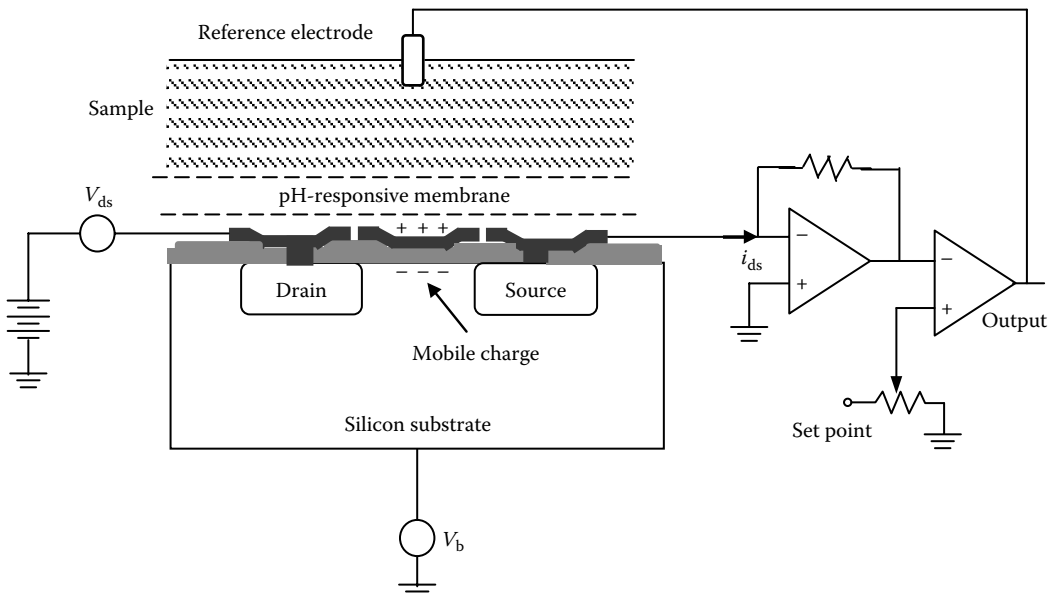 Reference electrode
Sample
pH-responsive membrane
V_ds
+ + +
− − −
i_ds
−
+
−
+
Drain
Source
Output
Mobile charge
Set point
Silicon substrate
V_b